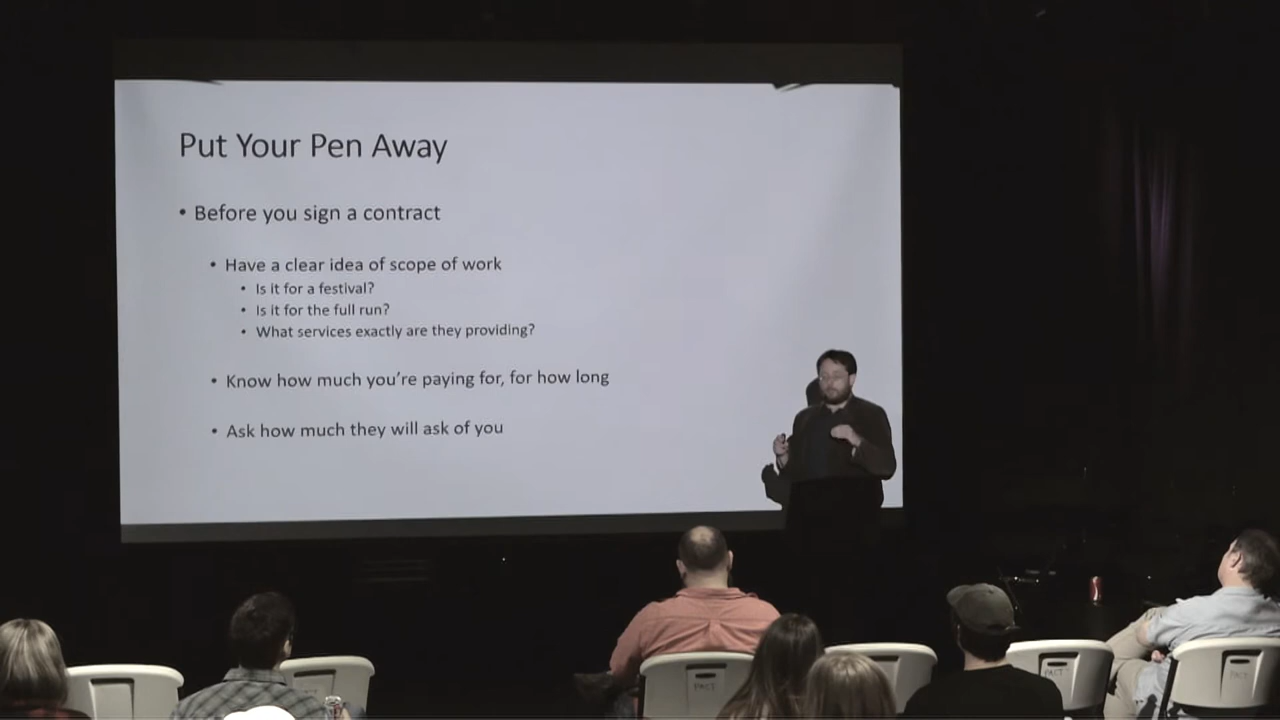 Put Your Pen Away
• Before you sign a contract
• Have a clear idea of scope of work
• Is it for a festival?
• Is it for the full run?
• What services exactly are they providing?
• Know how much you're paying for, for how long
• Ask how much they will ask of you
PACT
PACT